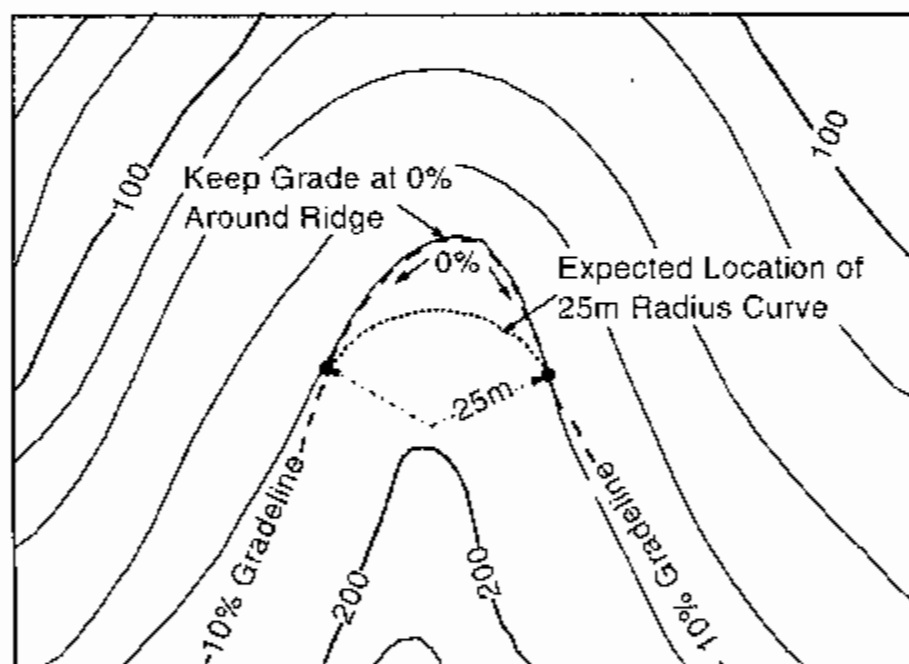 100
100
Keep Grade at 0%
Around Ridge
0%
Expected Location of
25m Radius Curve
25m
-10% Gradeline
200
200
10% Gradeline